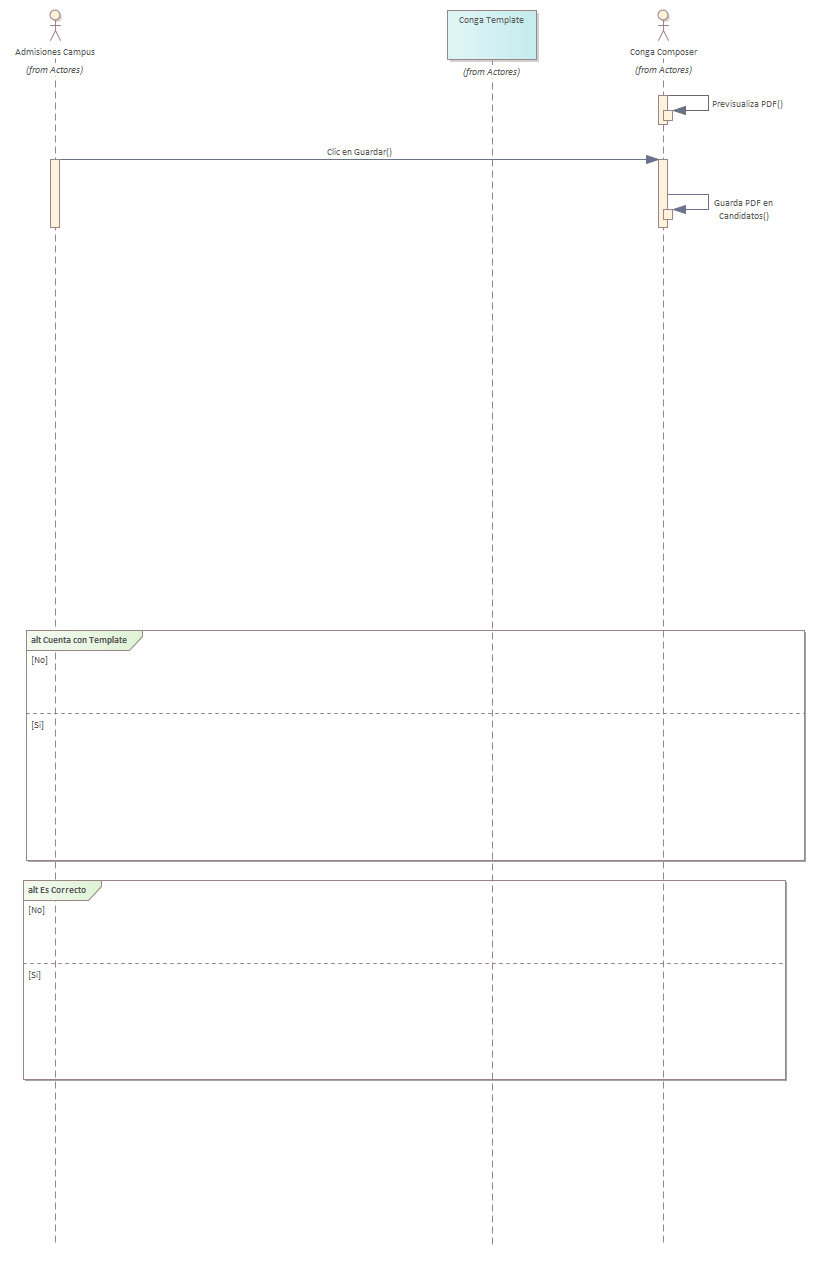 Conga Template
Admisiones Campus
Conga Composer
(from Actores)
(from Actores)
(from Actores)
Previsualiza PDF()
Clic en Guardar()
Guarda PDF en
Candidatos()
alt Cuenta con Template
[No]
[Si]
alt Es Correcto
[No]
[Si]